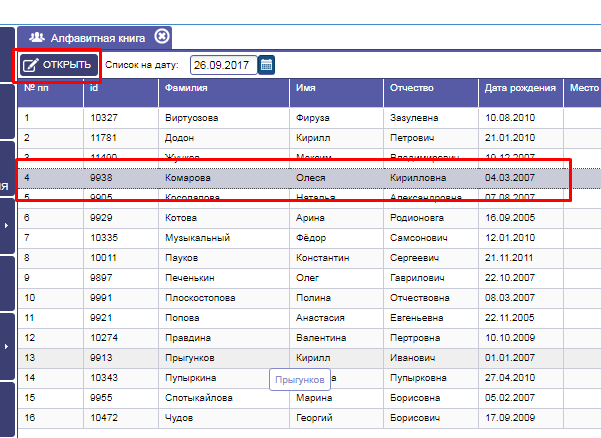 Алфавитная книга
ОТКРЫТЬ Список на дату: 26.09.2017
№ пп id Фамилия Имя Отчество Дата рождения Место
1 10327 Виртуозова Фируза Зазулевна 10.08.2010
2 11781 Додон Кирилл Петрович 21.01.2010
3 11499 Жучков Максим Владимирович 19.12.2007
я
4 9938 Комарова Олеся Кирилловна 04.03.2007
5 9905 Косолапова Наталья Александровна 07.08.2007
6 9929 Котова Арина Родионовга 16.09.2005
7 10335 Музыкальный Фёдор Самсонович 12.01.2010
8 10011 Пауков Константин Сергеевич 21.11.2011
9 9897 Печенькин Олег Гаврилович 22.10.2007
10 9991 Плоскостопова Полина Отчествовна 08.03.2007
11 9921 Попова Анастасия Евгеньевна 22.11.2005
12 10274 Правдина Валентина Пертровна 10.10.2009
13 9913 Прыгунков Кирилл Иванович 01.01.2007
14 10343 Пупыркина а Пупырковна 27.04.2010
Прыгунков
15 9955 Спотыкайлова Марина Борисовна 05.02.2007
16 10472 Чудов Георгий Борисович 17.09.2009